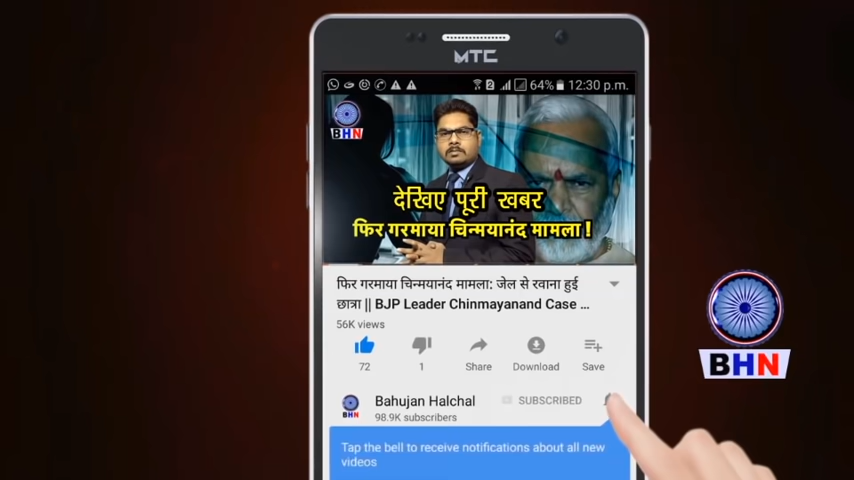 MTC
2 64% 12:30 p.m.
BHN
देखिए पूरी खबर
फिर गरमाया चिन्मयानंद मामला !
फिर गरमाया चिन्मयानंद मामला: जेल से रवाना हुई
छात्रा || BJP Leader Chinmayanand Case ...
56K views
72
1
Share
Download
Save
BHN
Bahujan Halchal
SUBSCRIBED
98.9K subscribers
Tap the bell to receive notifications about all new
videos
BHN